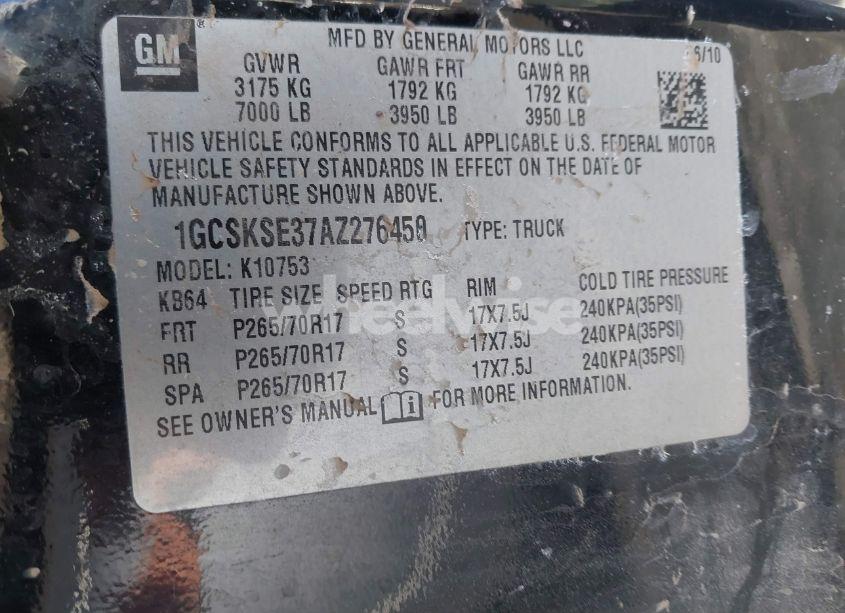 GM
MFD BY GENERAL MOTORS LLC
6/10
GVWR GAWR FRT GAWR RR
3175 KG 1792 KG 1792 KG
7000 LB 3950 LB 3950 LB
THIS VEHICLE CONFORMS TO ALL APPLICABLE U.S. FEDERAL MOTOR
VEHICLE SAFETY STANDARDS IN EFFECT ON THE DATE OF
MANUFACTURE SHOWN ABOVE.
1GCSKSE37AZ276450 TYPE: TRUCK
MODEL: K10753
KB64 TIRE SIZE SPEED RTG RIM COLD TIRE PRESSURE
FRT P265/70R17 S 17X7.5J 240KPA(35PSI)
RR P265/70R17 S 17X7.5J 240KPA(35PSI)
SPA P265/70R17 S 17X7.5J 240KPA(35PSI)
SEE OWNER'S MANUAL i FOR MORE INFORMATION.
wheelwise